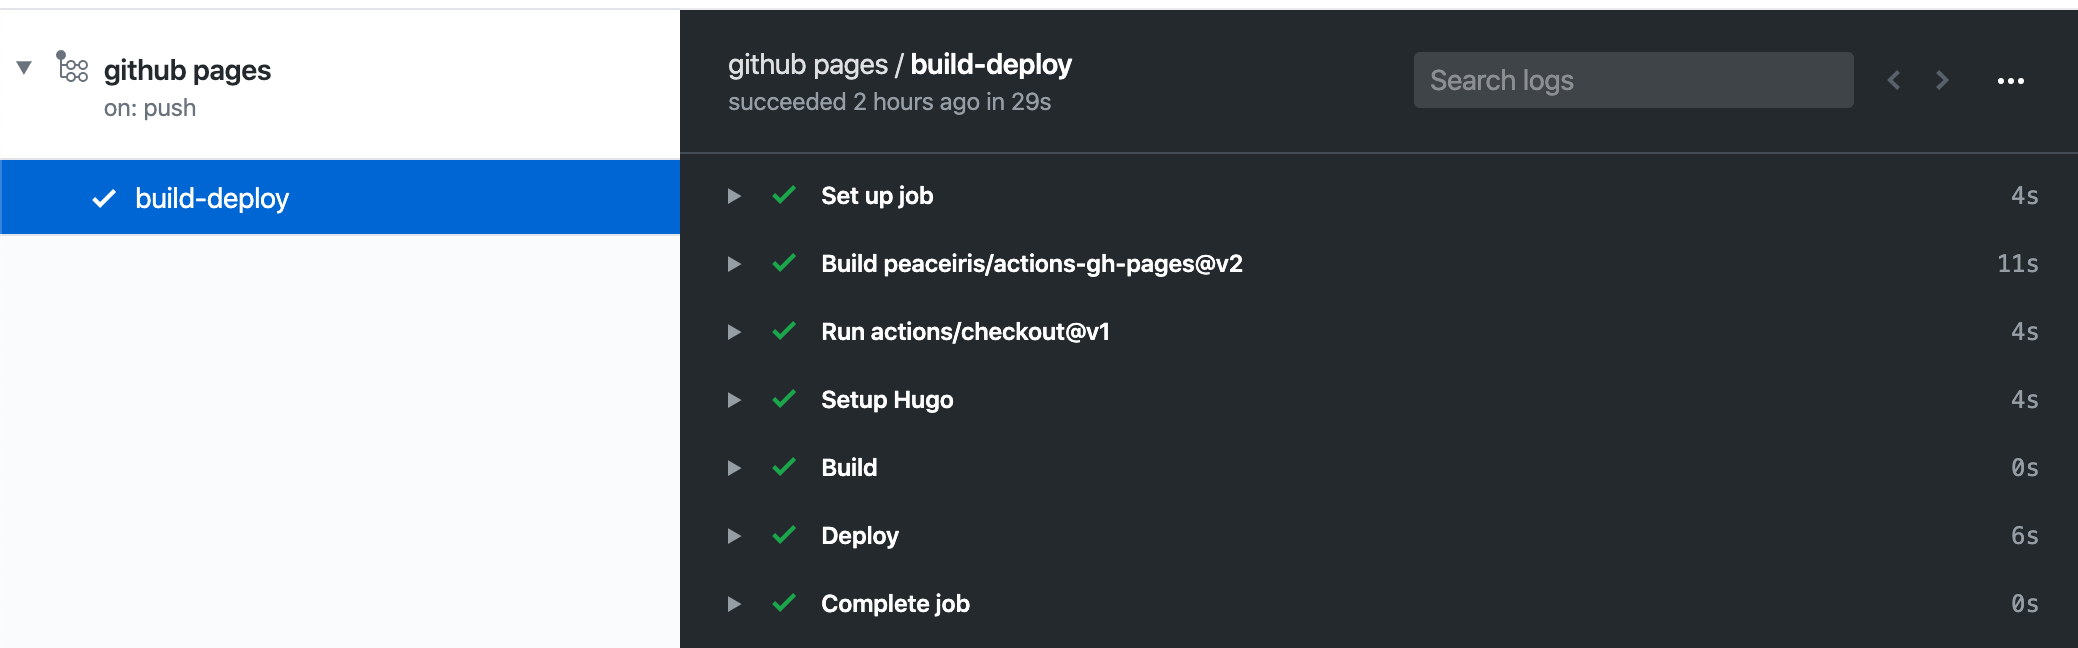 github pages
on: push
build-deploy
github pages / build-deploy
succeeded 2 hours ago in 29s
Search logs
Set up job 4s
Build peaceiris/actions-gh-pages@v2 11s
Run actions/checkout@v1 4s
Setup Hugo 4s
Build 0s
Deploy 6s
Complete job 0s